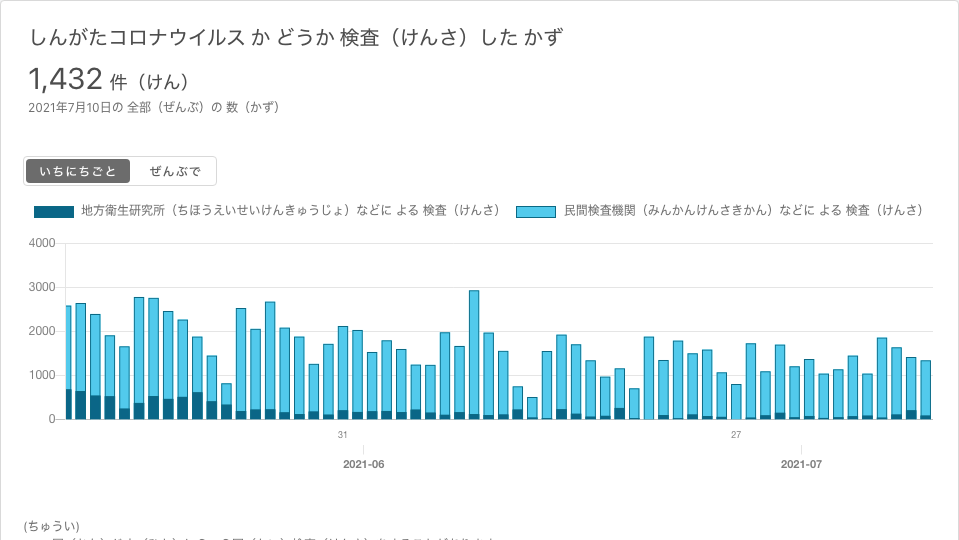 しんがたコロナウイルス か どうか 検査（けんさ）した かず
1,432 件（けん）
2021年7月10日の 全部（ぜんぶ）の 数（かず）
いちにちごと ぜんぶで
地方衛生研究所（ちほうえいせいけんきゅうじょ）などに よる 検査（けんさ） 民間検査機関（みんかんけんさきかん）などに よる 検査（けんさ）
4000
3000
2000
1000
0
31 27
2021-06 2021-07
(ちゅうい)